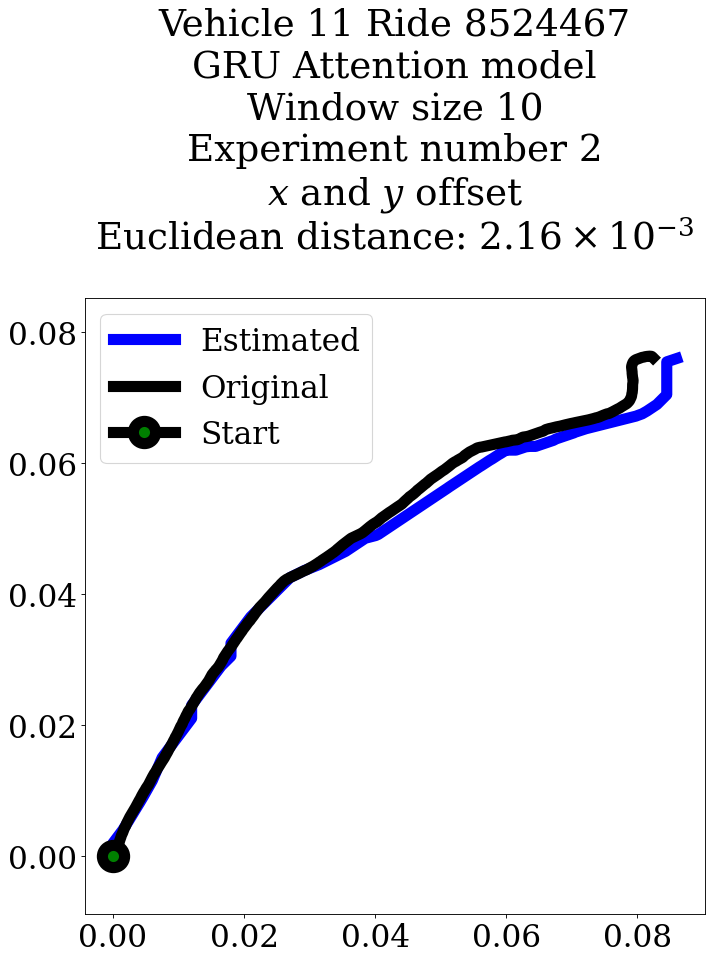 Vehicle 11 Ride 8524467
GRU Attention model
Window size 10
Experiment number 2
x and y offset
Euclidean distance: 2.16 × 10⁻³
Estimated
Original
Start
0.08
0.06
0.04
0.02
0.00
0.00 0.02 0.04 0.06 0.08